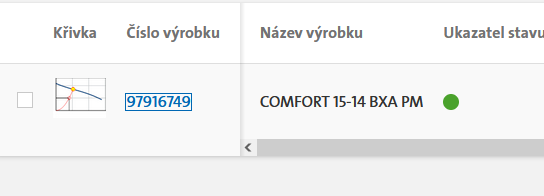 Křivka Číslo výrobku Název výrobku Ukazatel stavu
97916749 COMFORT 15-14 BXA PM